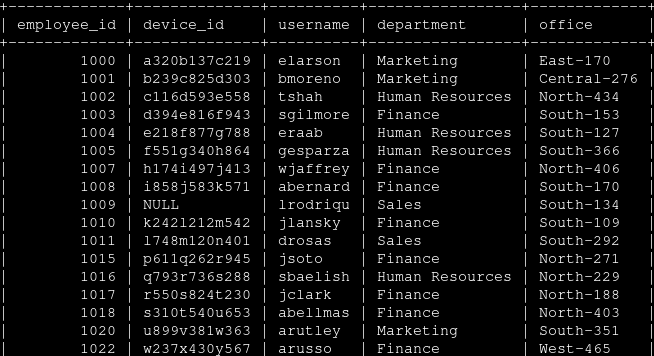 +-------------+--------------+----------+-----------------+-------------+
| employee_id | device_id    | username | department      | office      |
+-------------+--------------+----------+-----------------+-------------+
|        1000 | a320b137c219 | elarson  | Marketing       | East-170    |
|        1001 | b239c825d303 | bmoreno  | Marketing       | Central-276 |
|        1002 | c116d593e558 | tshah    | Human Resources | North-434   |
|        1003 | d394e816f943 | sgilmore | Finance         | South-153   |
|        1004 | e218f877g788 | eraab    | Human Resources | South-127   |
|        1005 | f551g340h864 | gesparza | Human Resources | South-366   |
|        1007 | h174i497j413 | wjaffrey | Finance         | North-406   |
|        1008 | i858j583k571 | abernard | Finance         | South-170   |
|        1009 | NULL         | lrodriqu | Sales           | South-134   |
|        1010 | k242l212m542 | jlansky  | Finance         | South-109   |
|        1011 | l748m120n401 | drosas   | Sales           | South-292   |
|        1015 | p611q262r945 | jsoto    | Finance         | North-271   |
|        1016 | q793r736s288 | sbaelish | Human Resources | North-229   |
|        1017 | r550s824t230 | jclark   | Finance         | North-188   |
|        1018 | s310t540u653 | abellmas | Finance         | North-403   |
|        1020 | u899v381w363 | arutley  | Marketing       | South-351   |
|        1022 | w237x430y567 | arusso   | Finance         | West-465    |